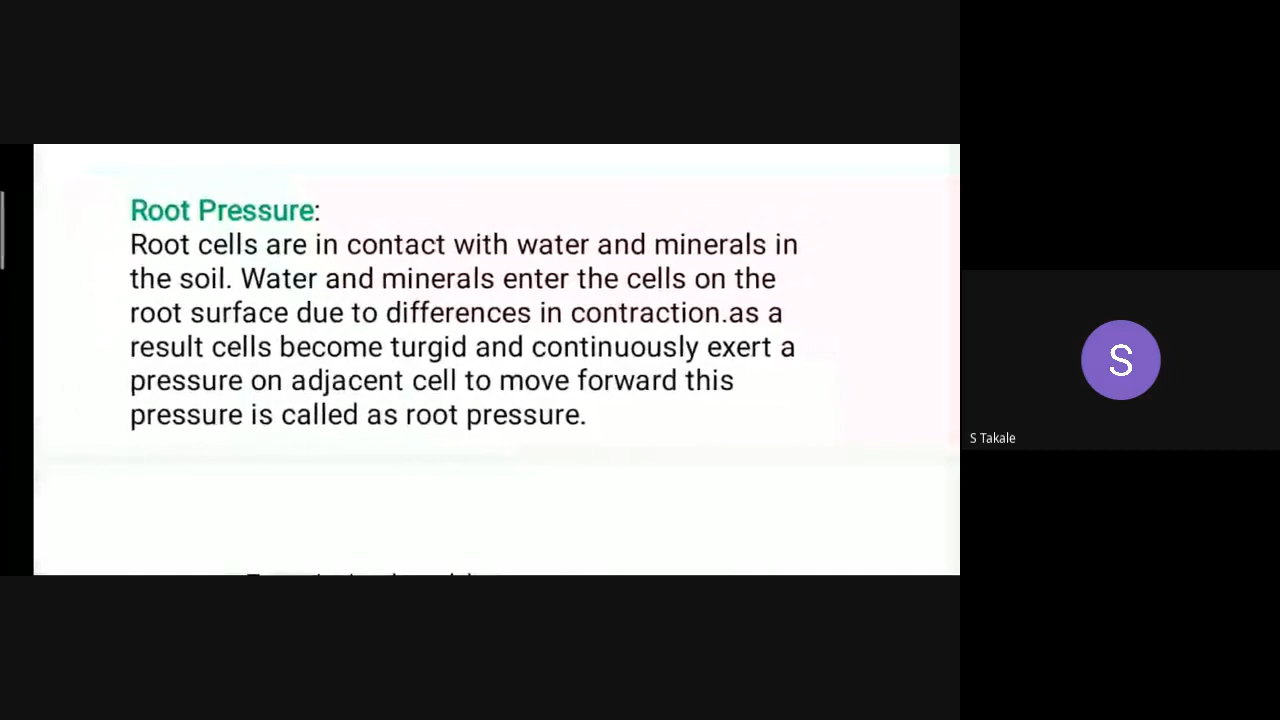 Root Pressure:
Root cells are in contact with water and minerals in
the soil. Water and minerals enter the cells on the
root surface due to differences in contraction.as a
result cells become turgid and continuously exert a
pressure on adjacent cell to move forward this
pressure is called as root pressure.
S
S Takale